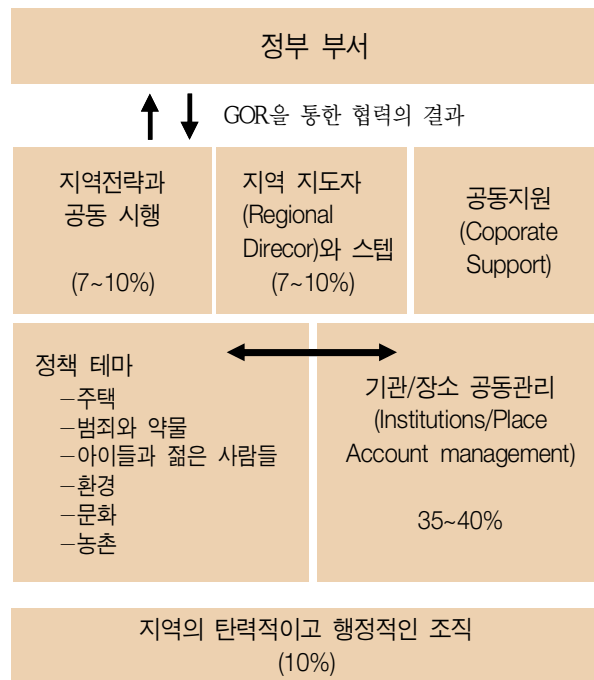 정부 부서
GOR을 통한 협력의 결과
지역전략과
공동 시행
(7~10%)
지역 지도자
(Regional
Direcor)와 스텝
(7~10%)
공동지원
(Coporate
Support)
정책 테마
–주택
–범죄와 약물
–아이들과 젊은 사람들
–환경
–문화
–농촌
기관/장소 공동관리
(Institutions/Place
Account management)
35~40%
지역의 탄력적이고 행정적인 조직
(10%)